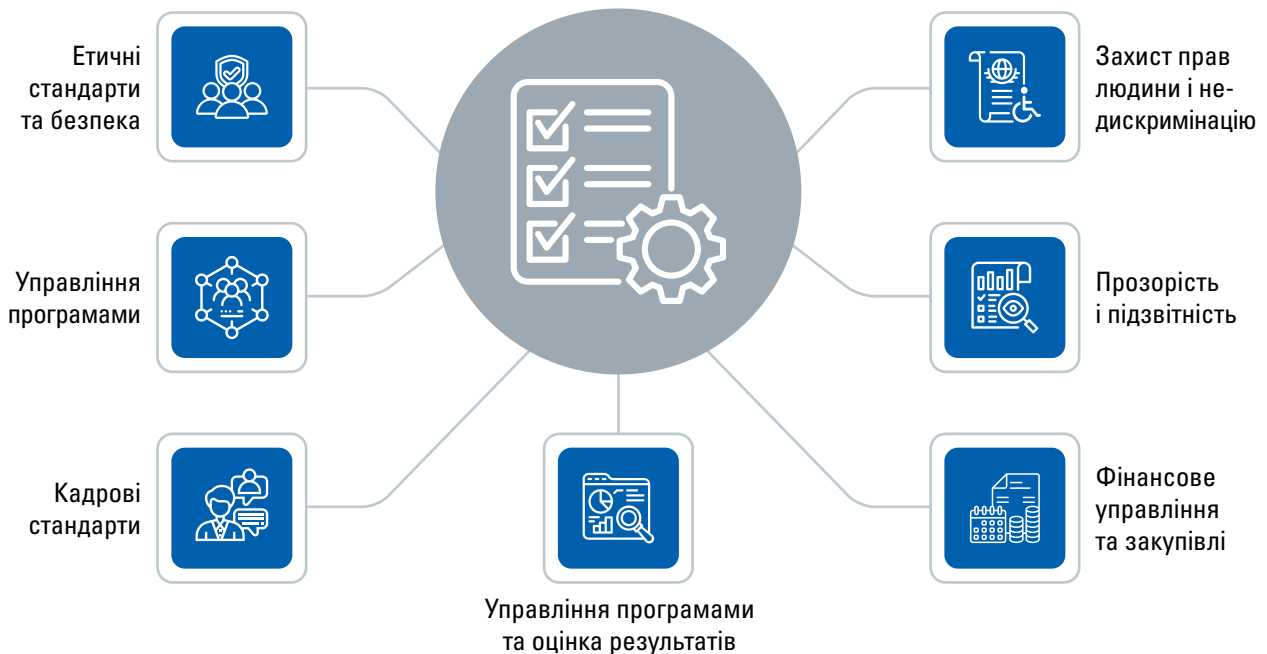 Етичні
стандарти
та безпека
Захист прав
людини і не-
дискримінацію
Управління
програмами
Прозорість
і підзвітність
Кадрові
стандарти
Фінансове
управління
та закупівлі
Управління програмами
та оцінка результатів